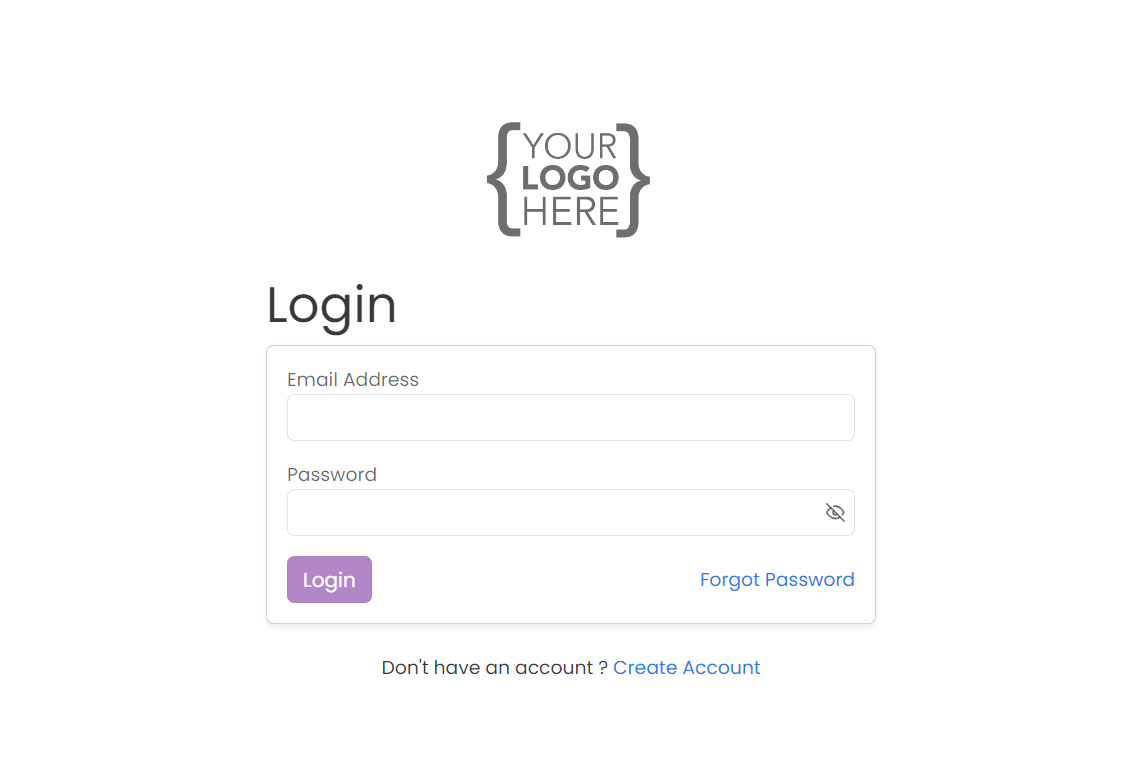 YOUR
LOGO
HERE
Login
Email Address
Password
Login Forgot Password
Don't have an account ? Create Account